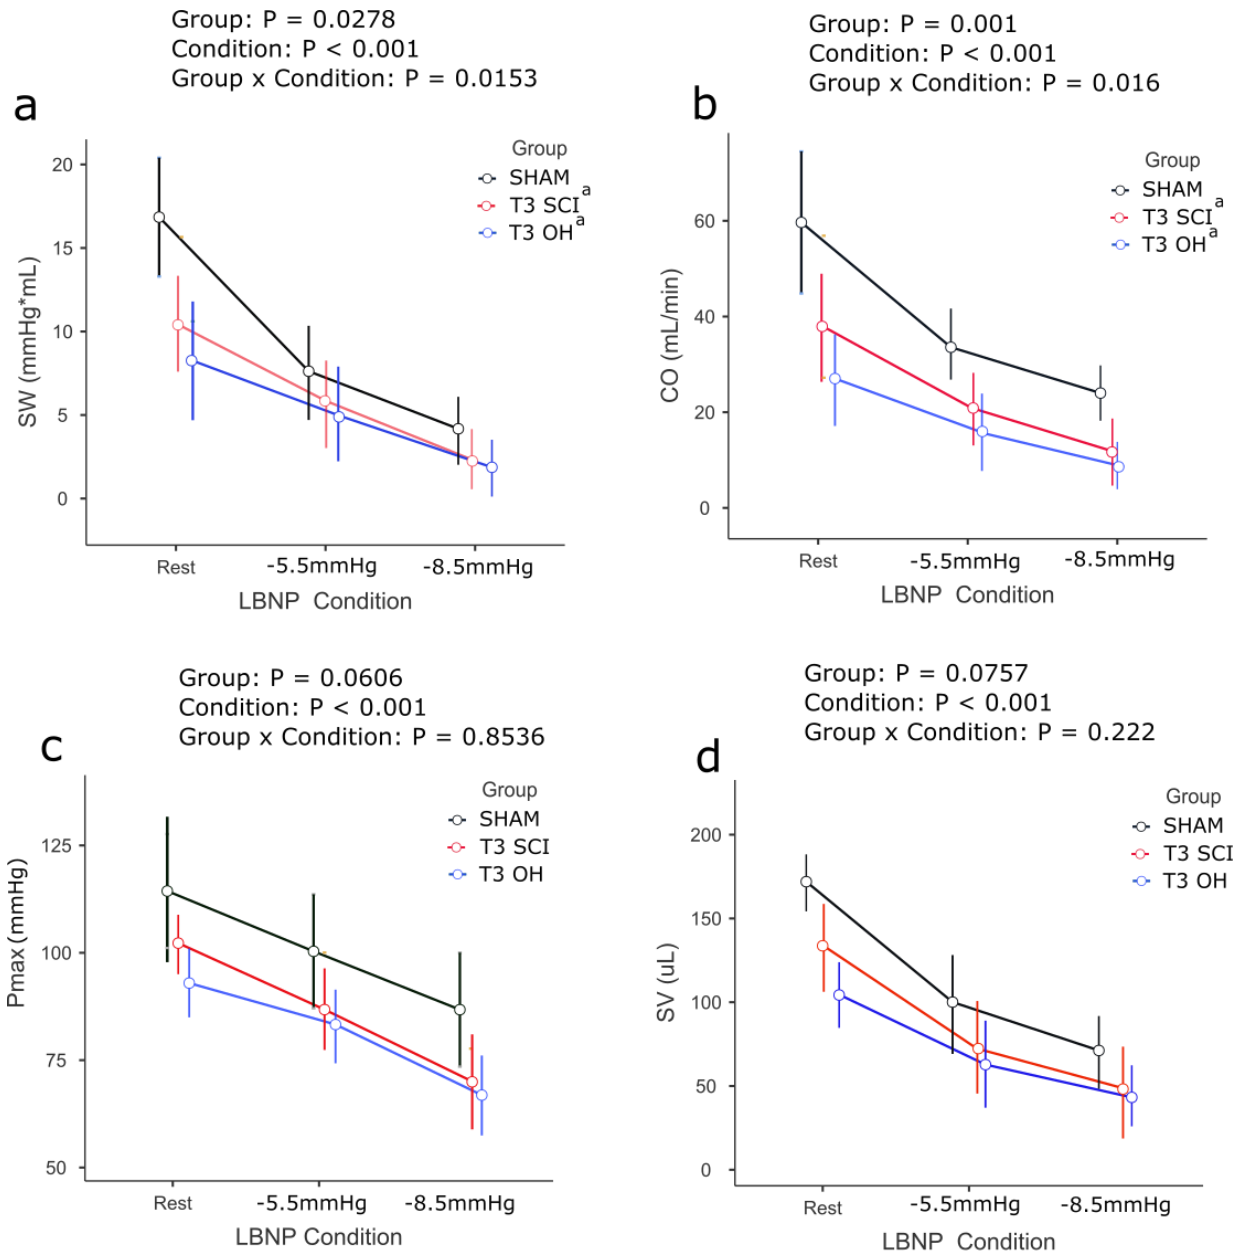 Group: P = 0.0278
Condition: P < 0.001
Group x Condition: P = 0.0153
a
Group
SHAM
T3 SCI a
T3 OH a
20
15
10
5
0
SW (mmHg*mL)
Rest
-5.5mmHg
-8.5mmHg
LBNP Condition
Group: P = 0.001
Condition: P < 0.001
Group x Condition: P = 0.016
b
Group
SHAM
T3 SCI a
T3 OH a
60
40
20
0
CO (mL/min)
Rest
-5.5mmHg
-8.5mmHg
LBNP Condition
Group: P = 0.0606
Condition: P < 0.001
Group x Condition: P = 0.8536
c
Group
SHAM
T3 SCI
T3 OH
125
100
75
50
Pmax (mmHg)
Rest
-5.5mmHg
-8.5mmHg
LBNP Condition
Group: P = 0.0757
Condition: P < 0.001
Group x Condition: P = 0.222
d
Group
SHAM
T3 SCI
T3 OH
200
150
100
50
0
SV (uL)
Rest
-5.5mmHg
-8.5mmHg
LBNP Condition